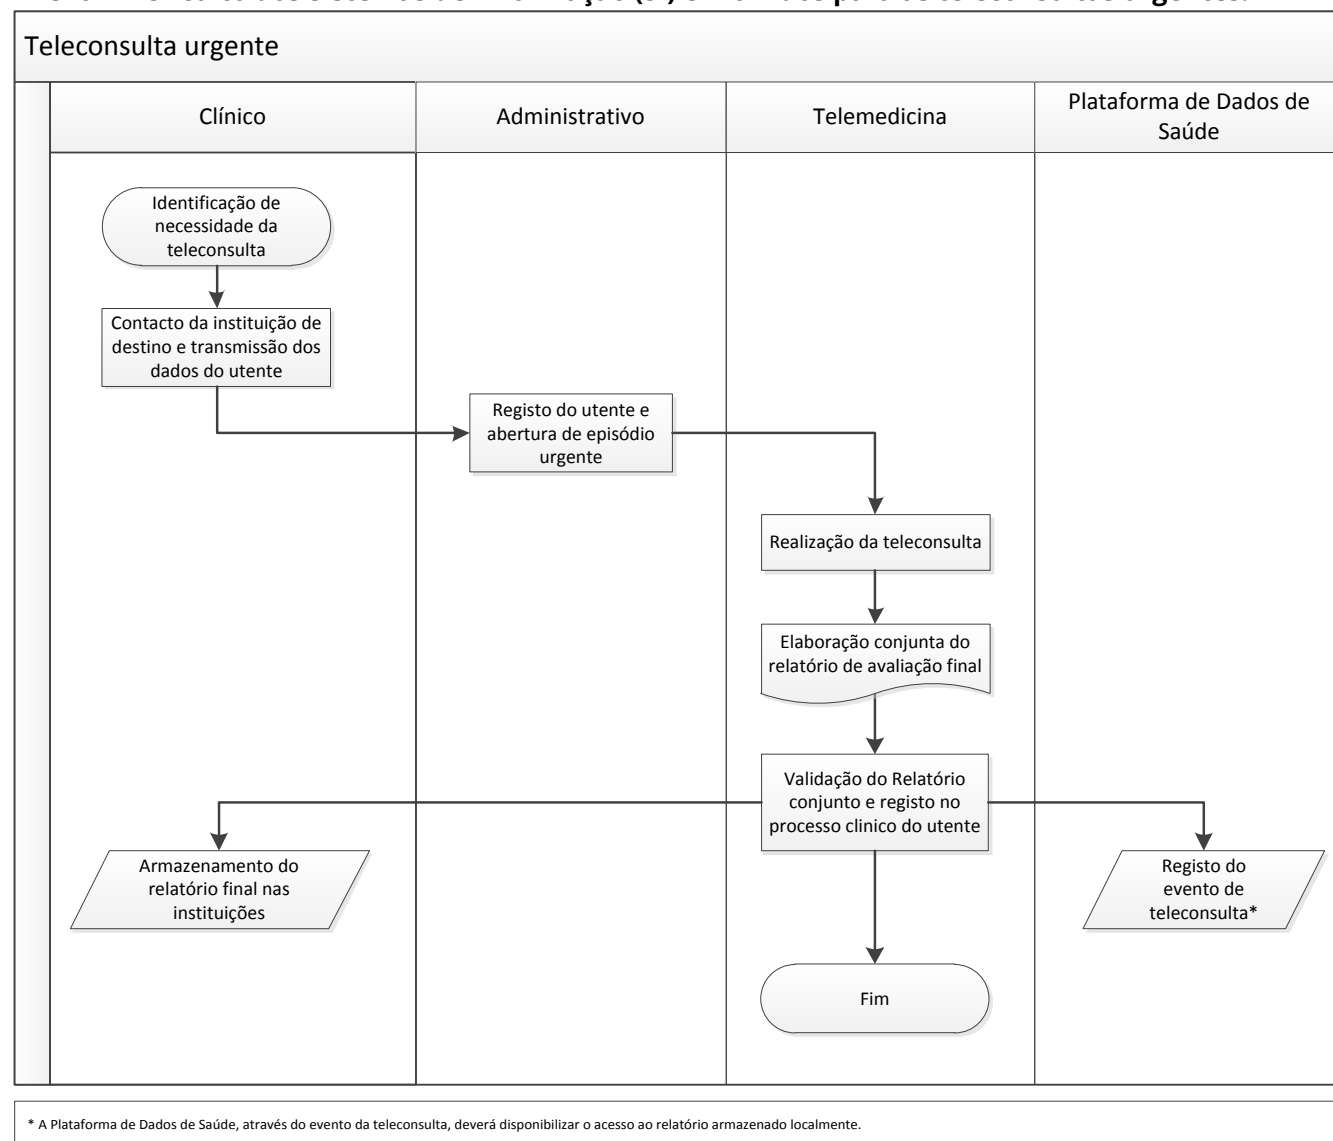 Teleconsulta urgente
Clínico
Administrativo
Telemedicina
Plataforma de Dados de
Saúde
Identificação de
necessidade da
teleconsulta
Contacto da instituição de
destino e transmissão dos
dados do utente
Registo do utente e
abertura de episódio
urgente
Realização da teleconsulta
Elaboração conjunta do
relatório de avaliação final
Validação do Relatório
conjunto e registo no
processo clinico do utente
Armazenamento do
relatório final nas
instituições
Registo do
evento de
teleconsulta*
Fim
* A Plataforma de Dados de Saúde, através do evento da teleconsulta, deverá disponibilizar o acesso ao relatório armazenado localmente.